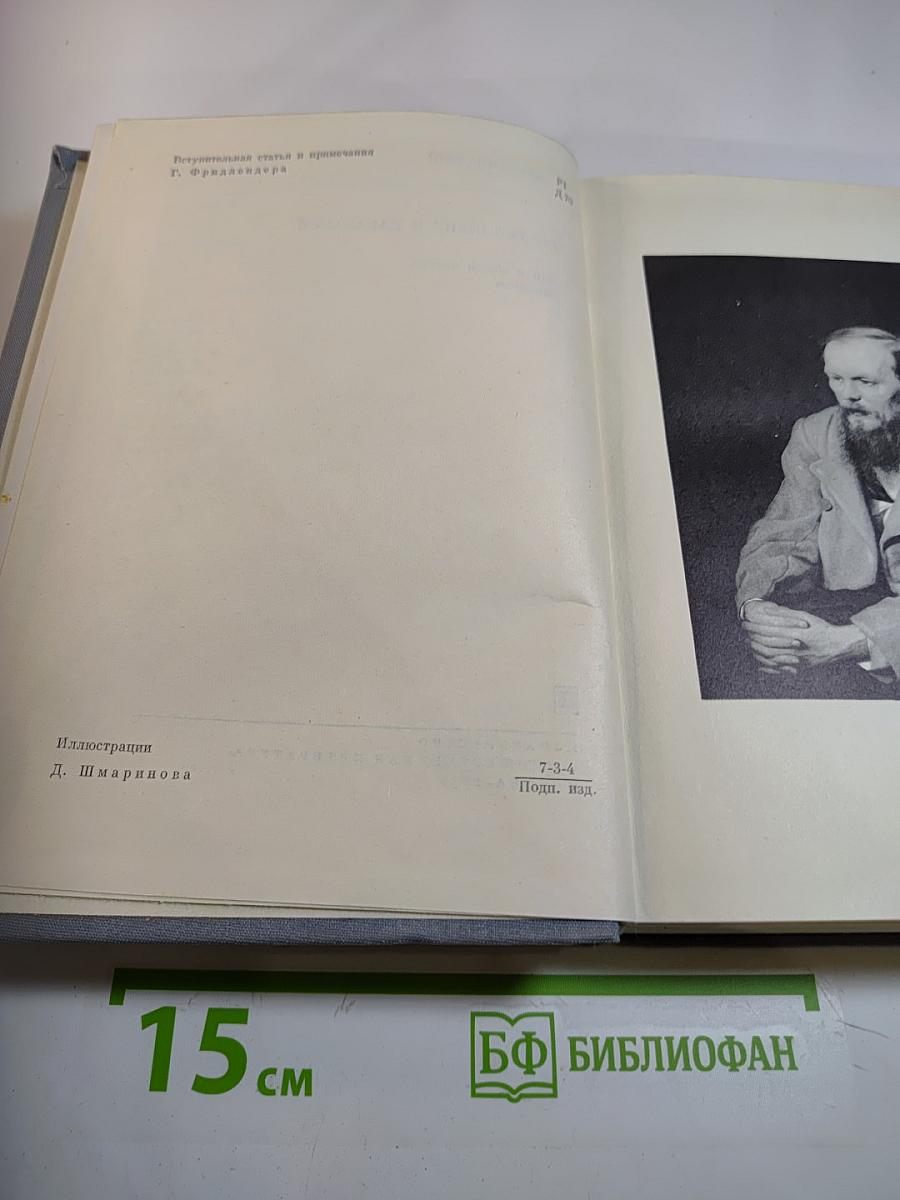 Вступительная статья и примечания
Г. Фридлендера
Р1
Д70
Иллюстрации
Д. Шмаринова
7-3-4
Подп. изд.
15 см
БФ БИБЛИОФАН